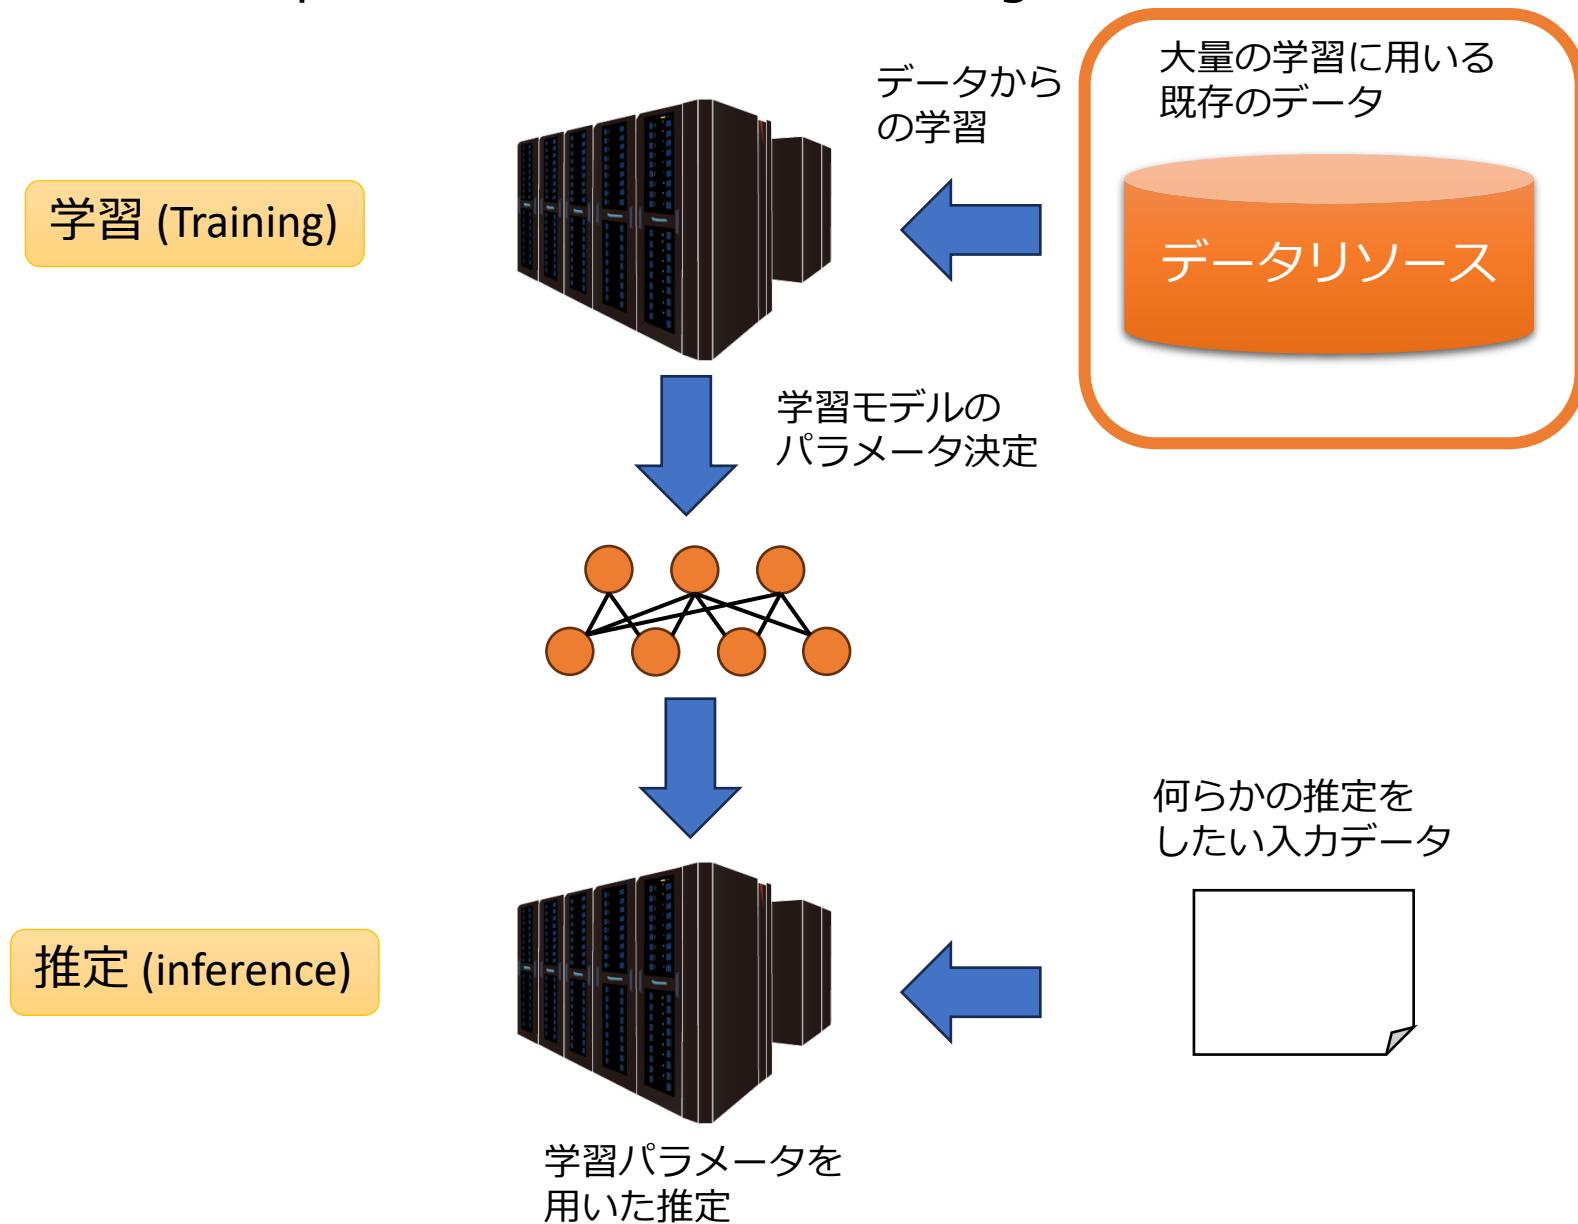 大量の学習に用いる
既存のデータ
データから
の学習
学習 (Training)
データリソース
学習モデルの
パラメータ決定
何らかの推定を
したい入力データ
推定 (inference)
学習パラメータを
用いた推定